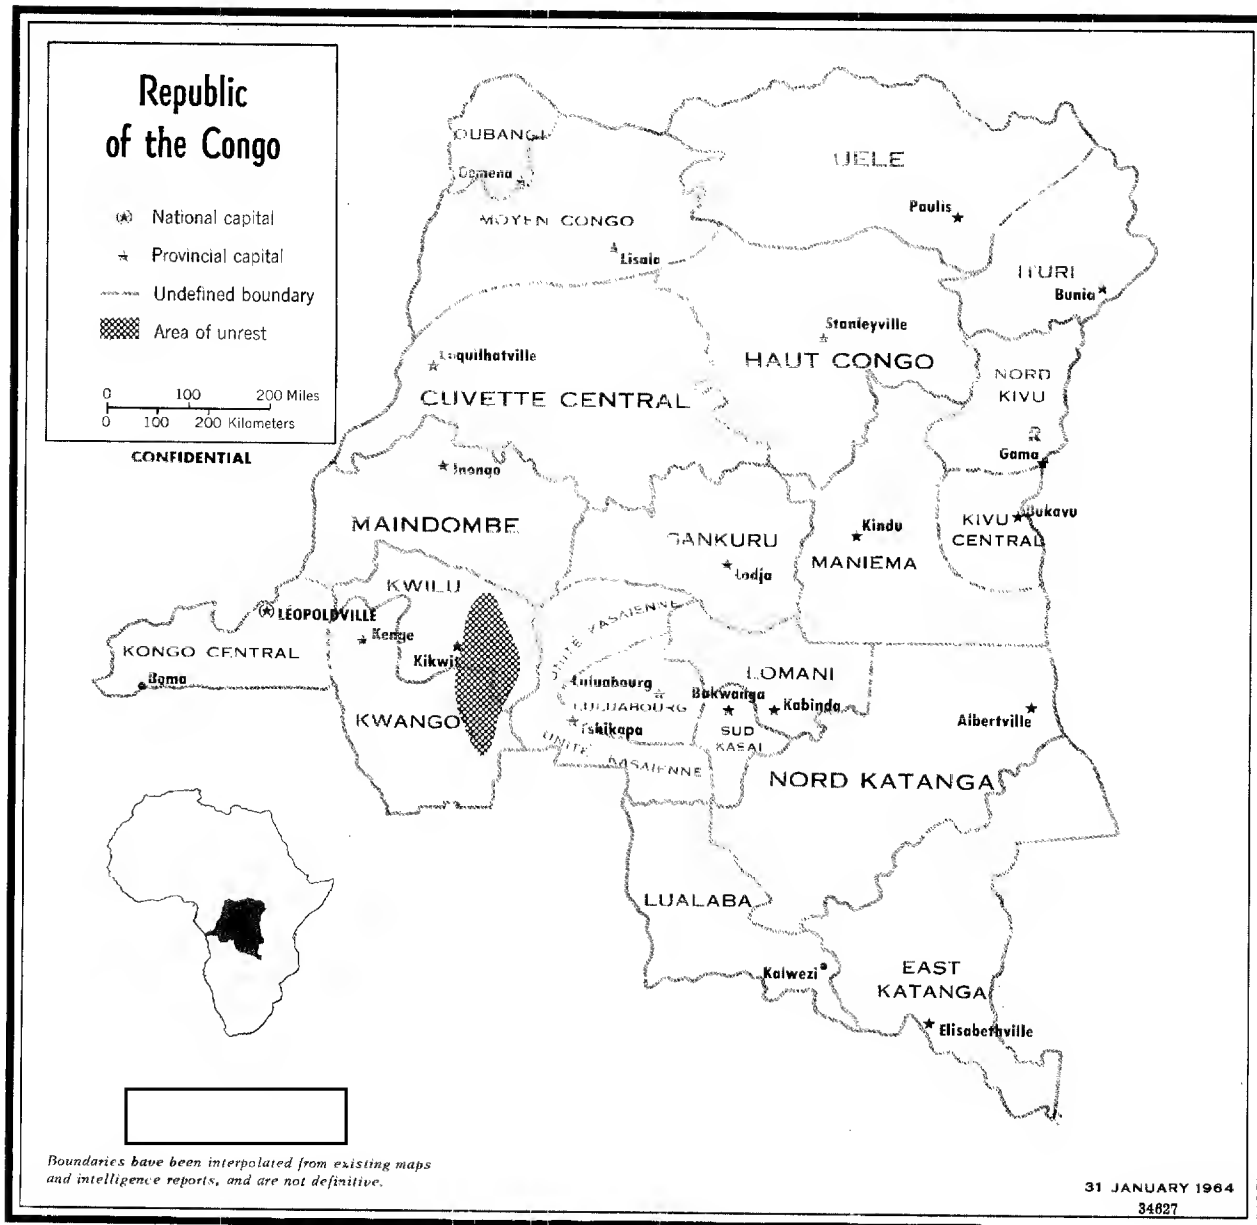 Republic
of the Congo
National capital
Provincial capital
Undefined boundary
Area of unrest
0 100 200 Miles
0 100 200 Kilometers
CONFIDENTIAL
OUBANGI
Gemena
MOYEN CONGO
Lisala
UELE
Paulis
ITURI
Bunia
Stanleyville
HAUT CONGO
Coquilhatville
CUVETTE CENTRAL
NORD
KIVU
Goma
Inongo
MAINDOMBE
SANKURU
Lodja
Kindu
MANIEMA
KIVU
CENTRAL
Bukavu
KWILU
LÉOPOLDVILLE
Kenge
Kikwit
KONGO CENTRAL
Boma
KWANGO
UNITÉ KASAIENNE
Luluabourg
LULUABOURG
Tshikapa
UNITÉ KASAIENNE
LOMANI
Bakwanga
Kabinda
SUD
KASAI
Albertville
NORD KATANGA
LUALABA
Kolwezi
EAST
KATANGA
Elisabethville
Boundaries have been interpolated from existing maps
and intelligence reports, and are not definitive.
31 JANUARY 1964
34627